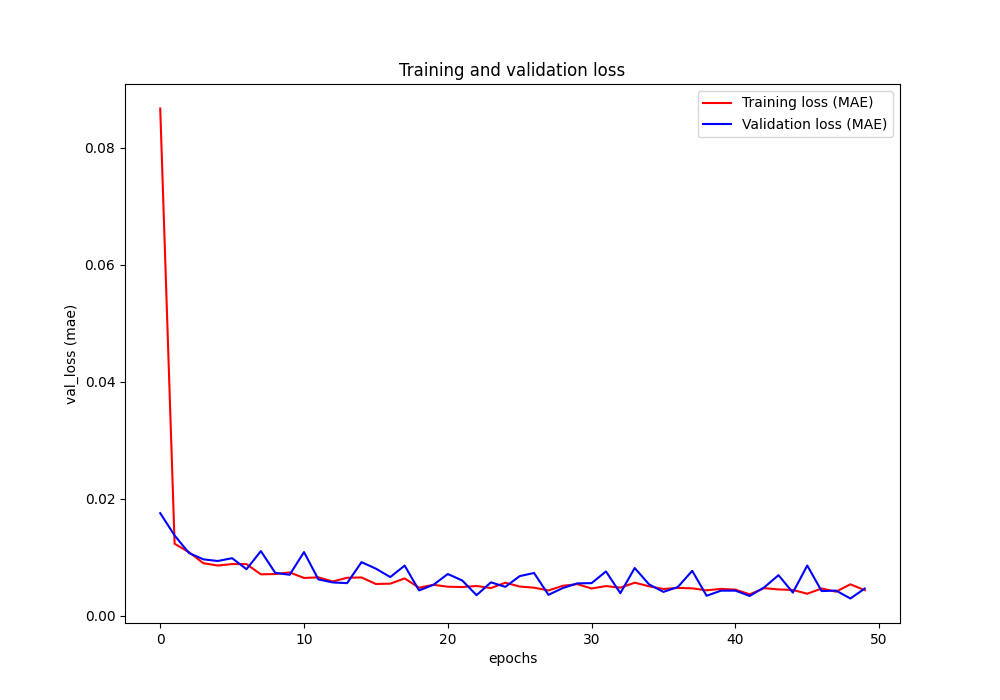 Training and validation loss
Training loss (MAE)
Validation loss (MAE)
val_loss (mae)
0.08
0.06
0.04
0.02
0.00
0 10 20 30 40 50
epochs